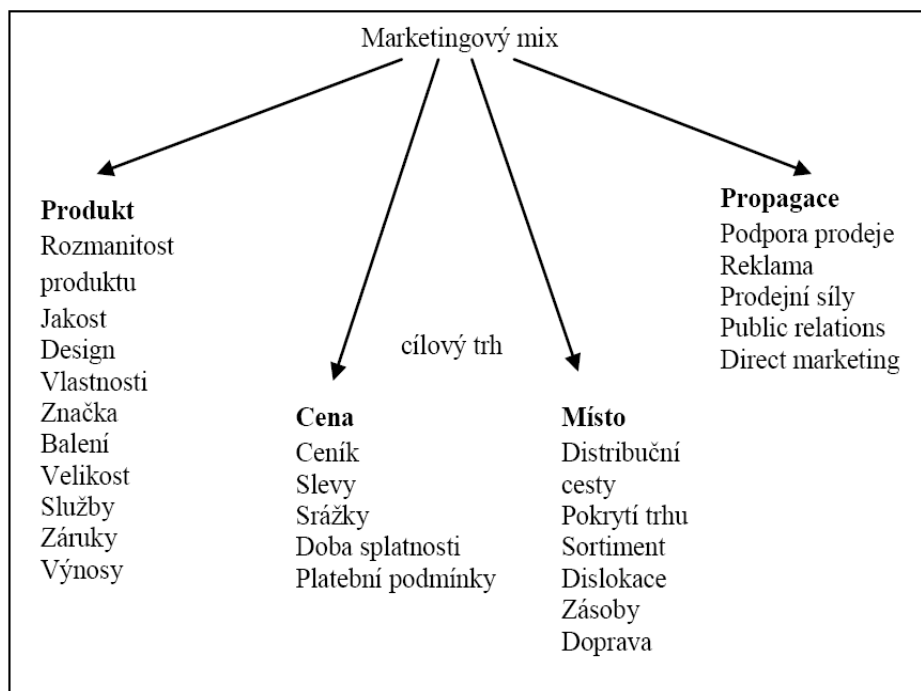 Marketingový mix
Produkt
Rozmanitost
produktu
Jakost
Design
Vlastnosti
Značka
Balení
Velikost
Služby
Záruky
Výnosy
cílový trh
Cena
Ceník
Slevy
Srážky
Doba splatnosti
Platební podmínky
Místo
Distribuční
cesty
Pokrytí trhu
Sortiment
Dislokace
Zásoby
Doprava
Propagace
Podpora prodeje
Reklama
Prodejní síly
Public relations
Direct marketing